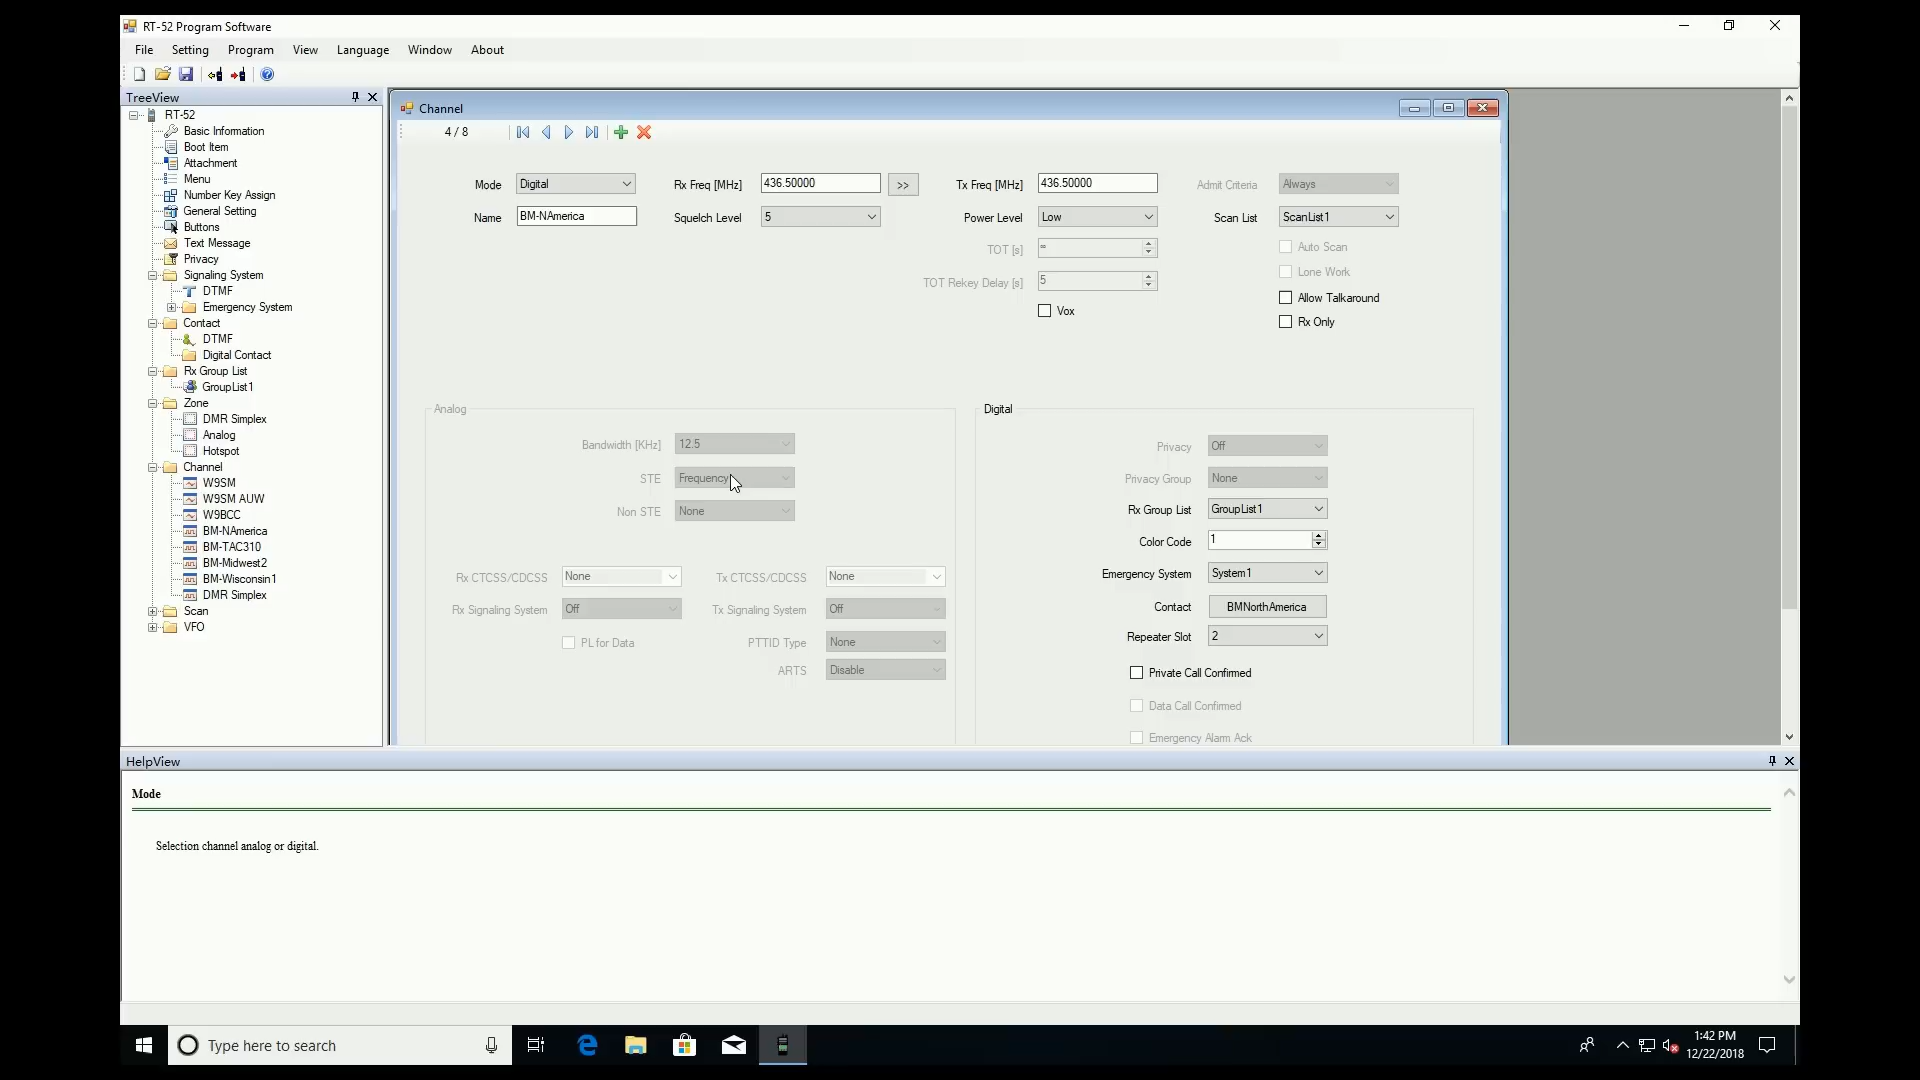 RT-52 Program Software
File Setting Program View Language Window About
TreeView
RT-52
Basic Information
Boot Item
Attachment
Menu
Number Key Assign
General Setting
Buttons
Text Message
Privacy
Signaling System
DTMF
Emergency System
Contact
DTMF
Digital Contact
Rx Group List
GroupList1
Zone
DMR Simplex
Analog
Hotspot
Channel
W9SM
W9SM AUW
W9BCC
BM-NAmerica
BM-TAC310
BM-Midwest2
BM-Wisconsin1
DMR Simplex
Scan
VFO
Channel
4 / 8
Mode Digital Rx Freq [MHz] 436.50000 >> Tx Freq [MHz] 436.50000 Admit Criteria Always
Name BM-NAmerica Squelch Level 5 Power Level Low Scan List ScanList1
TOT [s] ∞ Auto Scan
Lone Work
TOT Rekey Delay [s] 5
Allow Talkaround
Vox
Rx Only
Analog
Bandwidth [KHz] 12.5
STE Frequency
Non STE None
Rx CTCSS/CDCSS None Tx CTCSS/CDCSS None
Rx Signaling System Off Tx Signaling System Off
PL for Data PTTID Type None
ARTS Disable
Digital
Privacy Off
Privacy Group None
Rx Group List GroupList1
Color Code 1
Emergency System System1
Contact BMNorthAmerica
Repeater Slot 2
Private Call Confirmed
Data Call Confirmed
Emergency Alarm Ack
HelpView
Mode
Selection channel analog or digital.
Type here to search
1:42 PM
12/22/2018